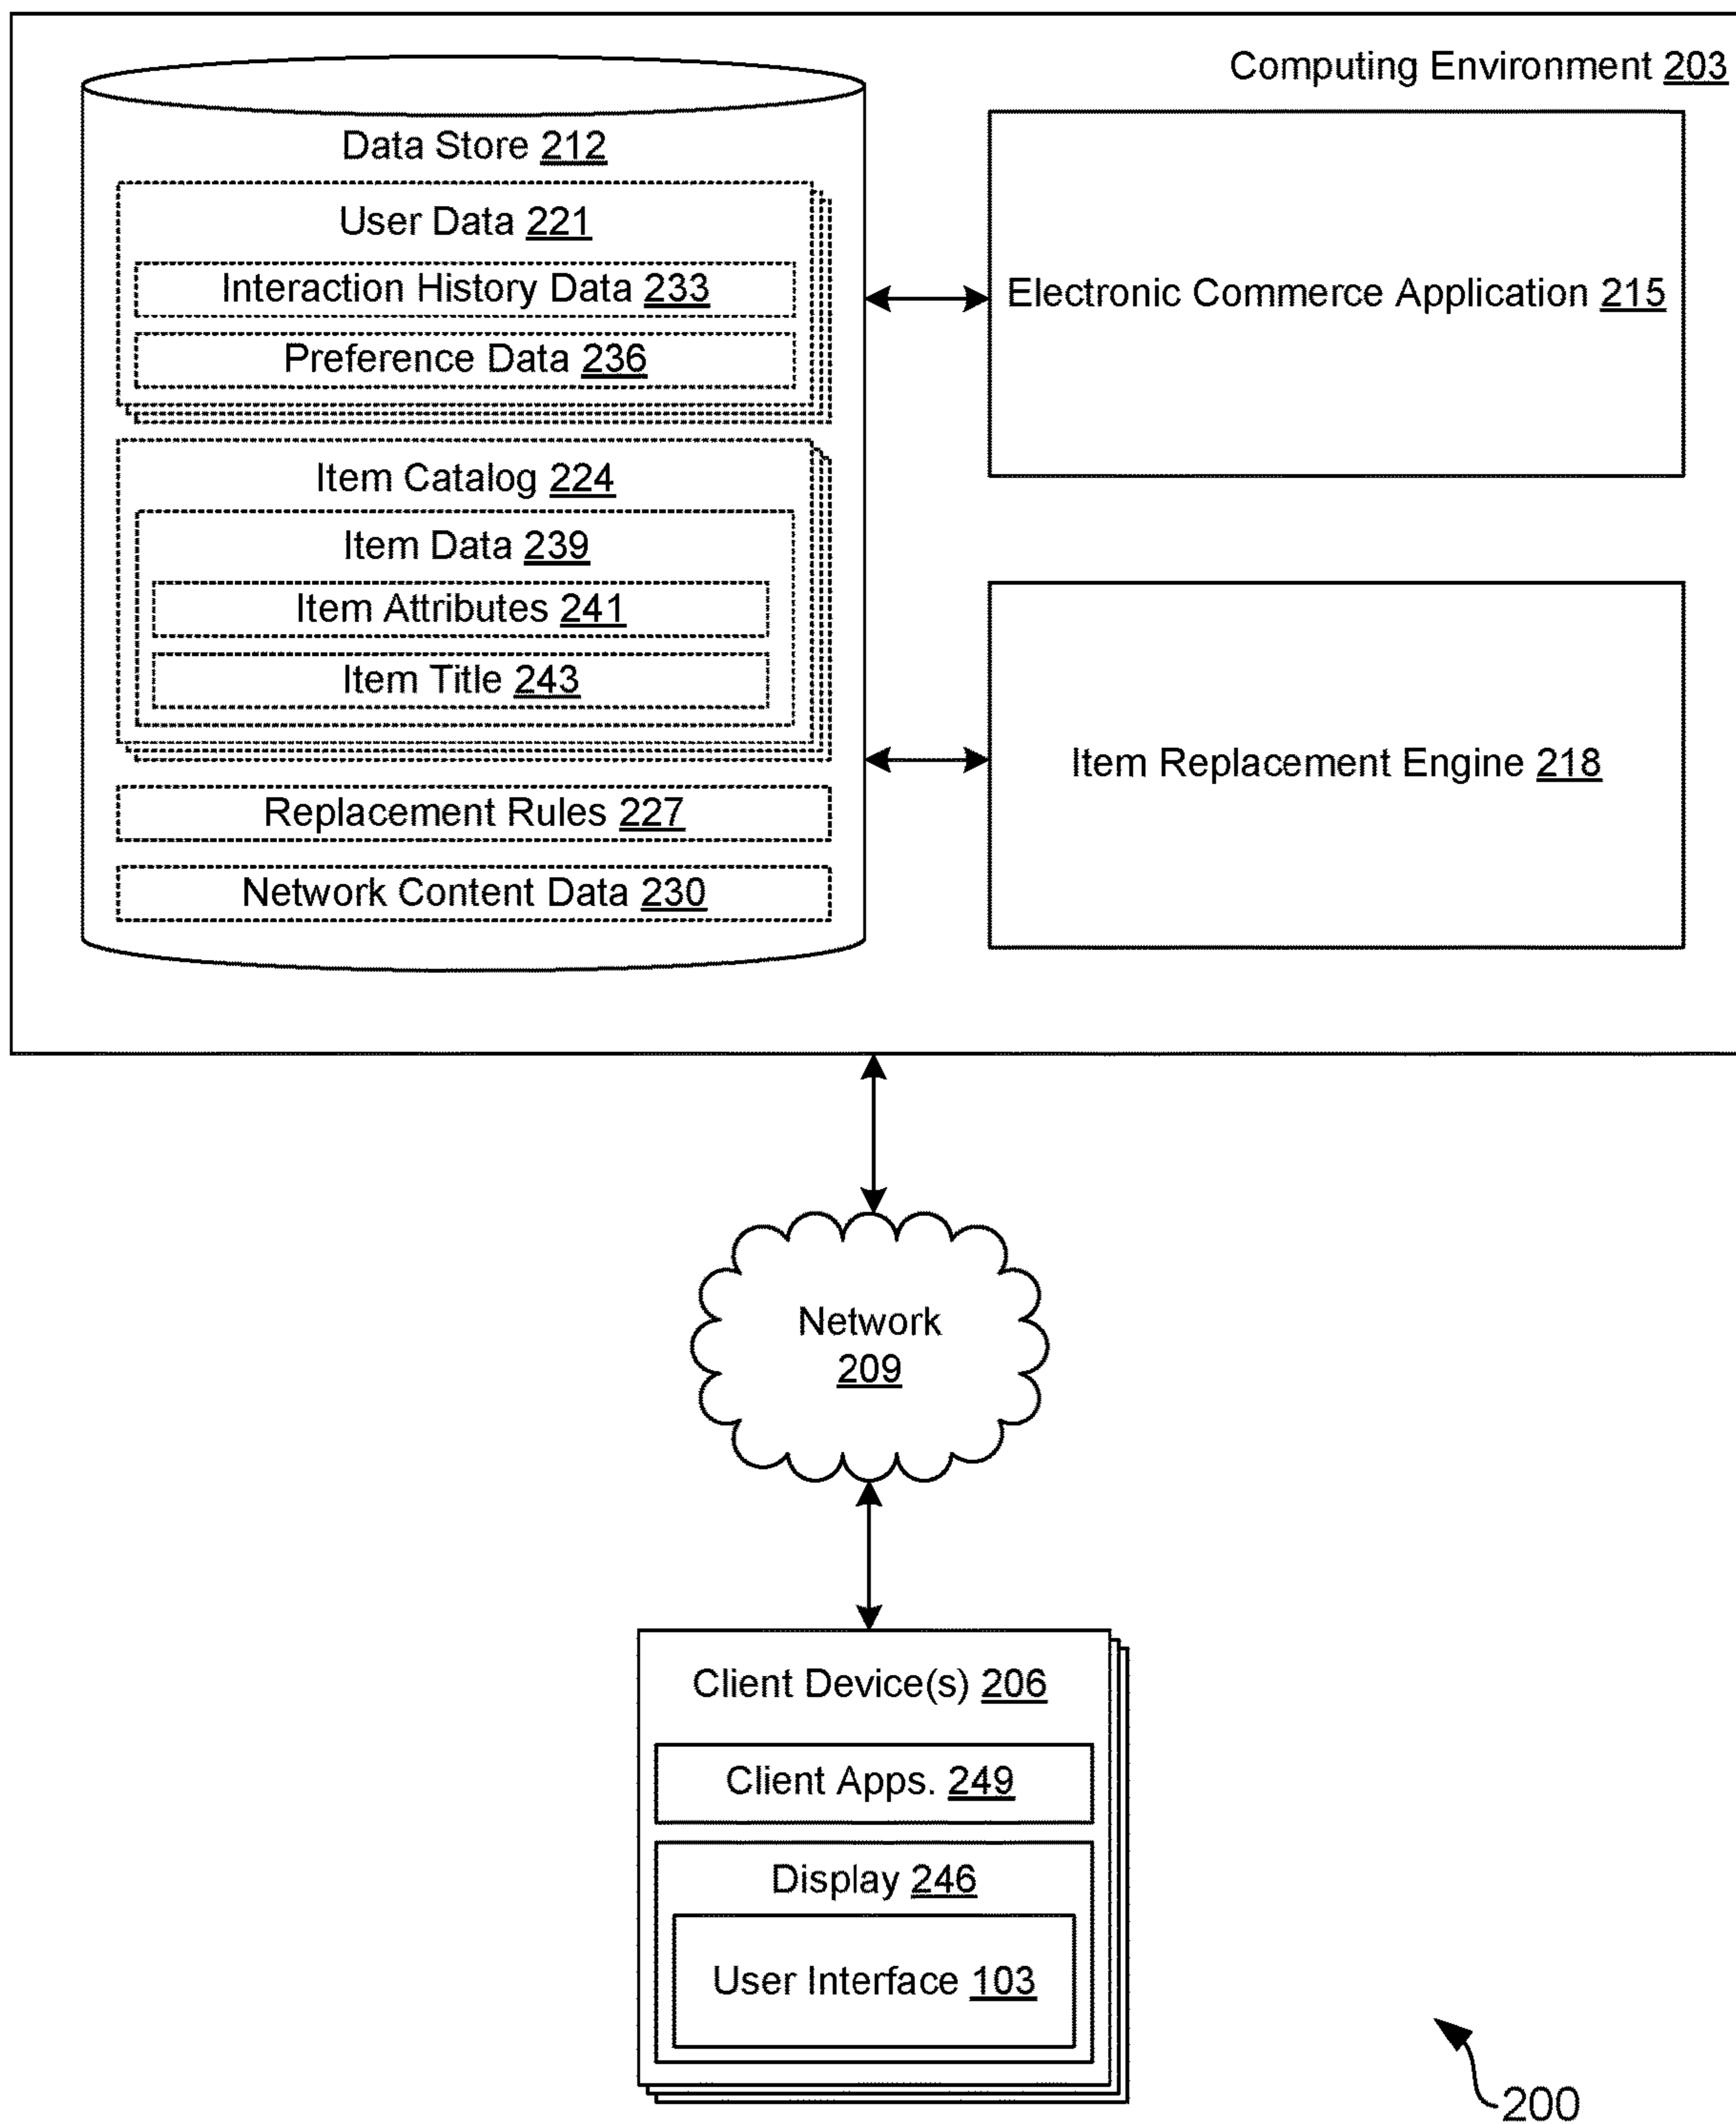 Computing Environment 203
Data Store 212
User Data 221
Interaction History Data 233
Preference Data 236
Item Catalog 224
Item Data 239
Item Attributes 241
Item Title 243
Replacement Rules 227
Network Content Data 230
Electronic Commerce Application 215
Item Replacement Engine 218
Network
209
Client Device(s) 206
Client Apps. 249
Display 246
User Interface 103
200